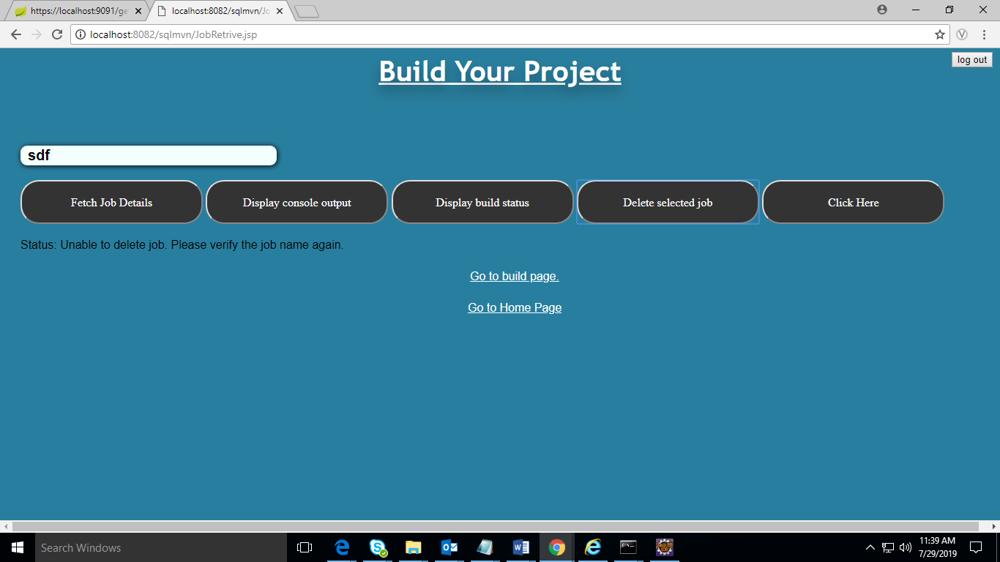 https://localhost:9091/ge
localhost:8082/sqlmvn/Jo
localhost:8082/sqlmvn/JobRetrive.jsp
log out
Build Your Project
sdf
Fetch Job Details
Display console output
Display build status
Delete selected job
Click Here
Status: Unable to delete job. Please verify the job name again.
Go to build page.
Go to Home Page
Search Windows
11:39 AM
7/29/2019